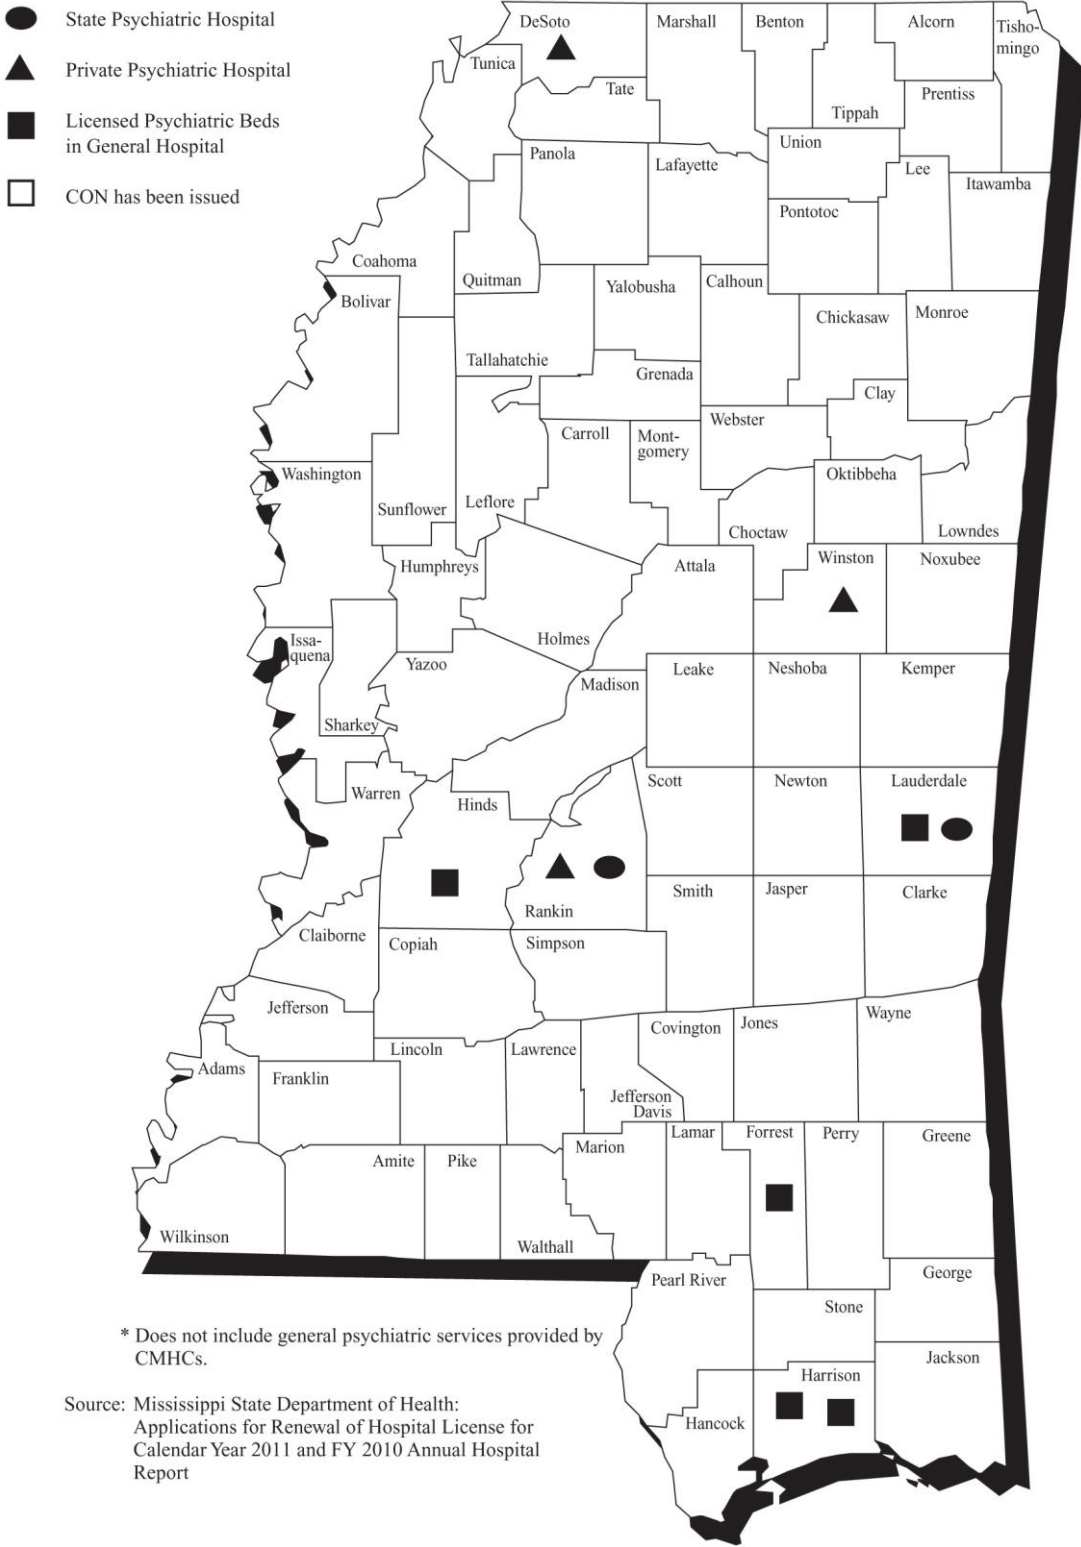 State Psychiatric Hospital
Private Psychiatric Hospital
Licensed Psychiatric Beds
in General Hospital
CON has been issued
DeSoto
Marshall
Benton
Alcorn
Tisho-
mingo
Tunica
Tate
Prentiss
Tippah
Union
Panola
Lafayette
Lee
Itawamba
Pontotoc
Coahoma
Quitman
Yalobusha
Calhoun
Bolivar
Chickasaw
Monroe
Tallahatchie
Grenada
Clay
Webster
Carroll
Mont-
gomery
Washington
Oktibbeha
Sunflower
Leflore
Choctaw
Lowndes
Humphreys
Attala
Winston
Noxubee
Holmes
Issa-
quena
Yazoo
Leake
Neshoba
Kemper
Madison
Sharkey
Scott
Newton
Lauderdale
Warren
Hinds
Smith
Jasper
Clarke
Rankin
Claiborne
Copiah
Simpson
Jefferson
Covington
Jones
Wayne
Lincoln
Lawrence
Adams
Franklin
Jefferson
Davis
Lamar
Forrest
Perry
Greene
Marion
Amite
Pike
Wilkinson
Walthall
Pearl River
George
Stone
Jackson
Harrison
Hancock
* Does not include general psychiatric services provided by
CMHCs.
Source: Mississippi State Department of Health:
Applications for Renewal of Hospital License for
Calendar Year 2011 and FY 2010 Annual Hospital
Report